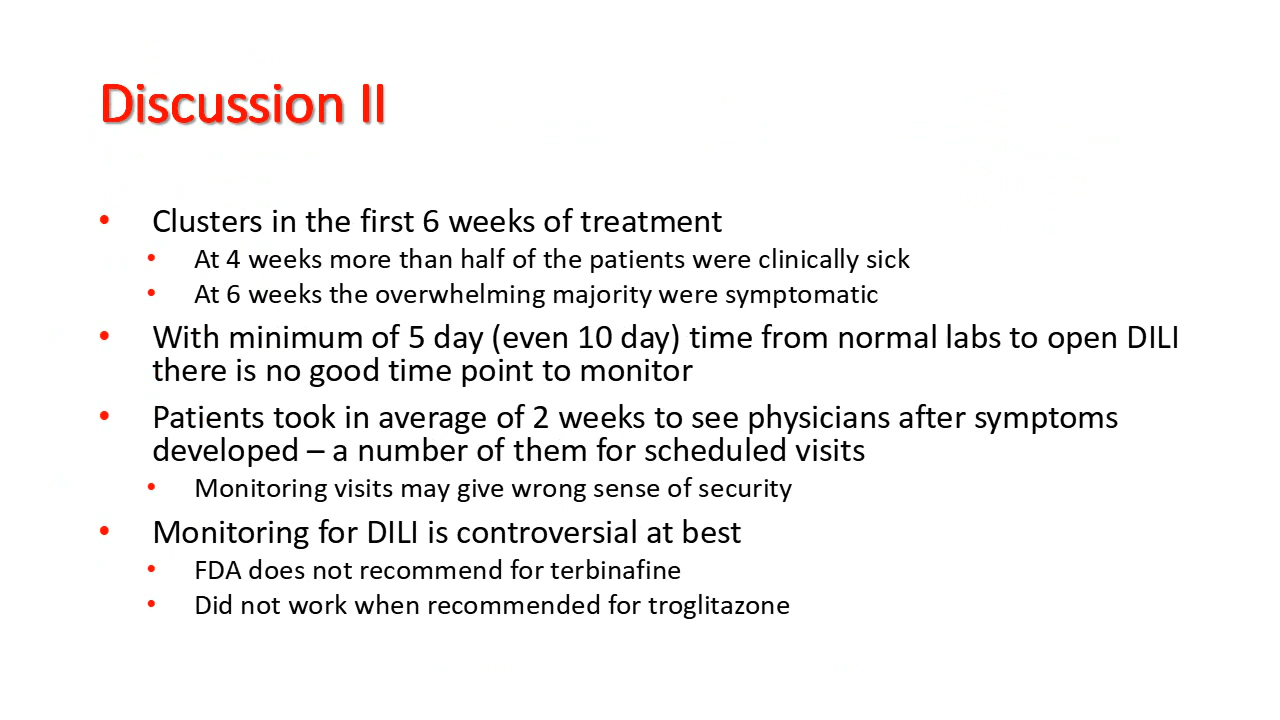 Discussion II
• Clusters in the first 6 weeks of treatment
• At 4 weeks more than half of the patients were clinically sick
• At 6 weeks the overwhelming majority were symptomatic
• With minimum of 5 day (even 10 day) time from normal labs to open DILI
there is no good time point to monitor
• Patients took in average of 2 weeks to see physicians after symptoms
developed – a number of them for scheduled visits
• Monitoring visits may give wrong sense of security
• Monitoring for DILI is controversial at best
• FDA does not recommend for terbinafine
• Did not work when recommended for troglitazone